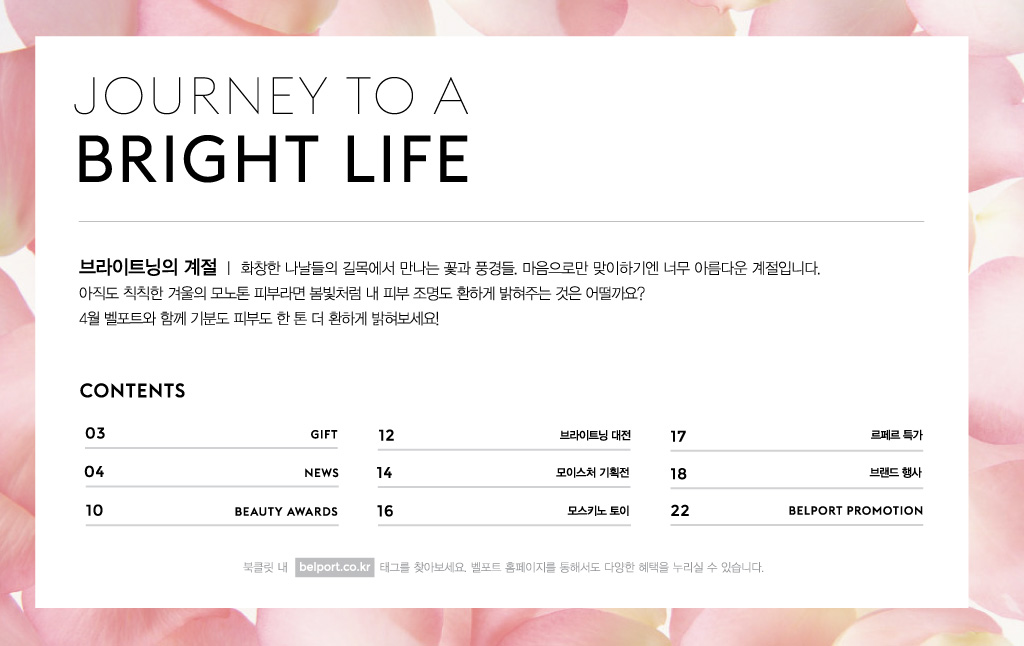 JOURNEY TO A
BRIGHT LIFE
브라이트닝의 계절 | 화창한 나날들의 길목에서 만나는 꽃과 풍경들. 마음으로만 맞이하기엔 너무 아름다운 계절입니다.
아직도 칙칙한 겨울의 모노톤 피부라면 봄빛처럼 내 피부 조명도 환하게 밝혀주는 것은 어떨까요?
4월 벨포트와 함께 기분도 피부도 한 톤 더 환하게 밝혀보세요!
CONTENTS
03 GIFT
04 NEWS
10 BEAUTY AWARDS
12 브라이트닝 대전
14 모이스처 기획전
16 모스키노 토이
17 르페르 특가
18 브랜드 행사
22 BELPORT PROMOTION
북클릿 내 belport.co.kr 태그를 찾아보세요. 벨포트 홈페이지를 통해서도 다양한 혜택을 누리실 수 있습니다.